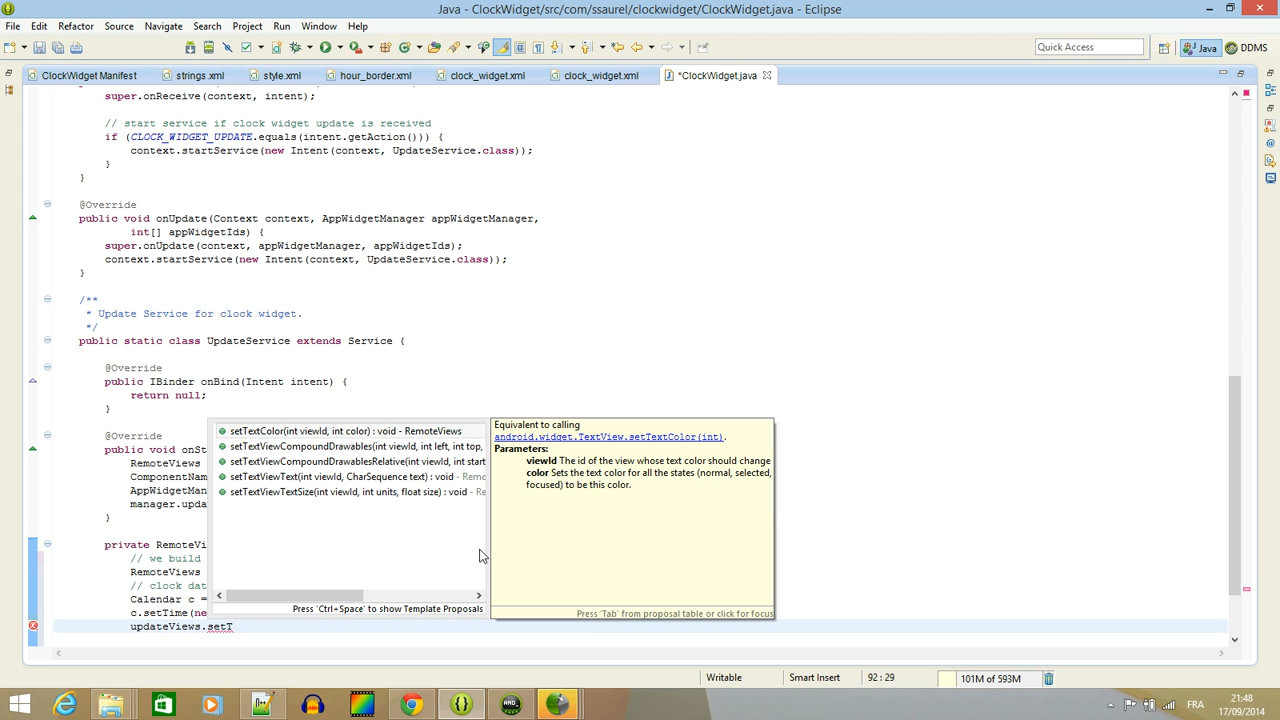 Java - ClockWidget/src/com/ssaurel/clockwidget/ClockWidget.java - Eclipse
File Edit Refactor Source Navigate Search Project Run Window Help
Quick Access
Java
DDMS
ClockWidget Manifest
strings.xml
style.xml
hour_border.xml
clock_widget.xml
clock_widget.xml
*ClockWidget.java
super.onReceive(context, intent);
// start service if clock widget update is received
if (CLOCK_WIDGET_UPDATE.equals(intent.getAction())) {
context.startService(new Intent(context, UpdateService.class));
}
}
@Override
public void onUpdate(Context context, AppWidgetManager appWidgetManager,
int[] appWidgetIds) {
super.onUpdate(context, appWidgetManager, appWidgetIds);
context.startService(new Intent(context, UpdateService.class));
}
/**
* Update Service for clock widget.
*/
public static class UpdateService extends Service {
@Override
public IBinder onBind(Intent intent) {
return null;
}
@Override
public void onSt
RemoteViews
ComponentNam
AppWidgetMan
manager.upda
}
private RemoteVi
// we build
RemoteViews
// clock dat
Calendar c =
c.setTime(ne
updateViews.setT
setTextColor(int viewId, int color) : void - RemoteViews
setTextViewCompoundDrawables(int viewId, int left, int top,
setTextViewCompoundDrawablesRelative(int viewId, int start
setTextViewText(int viewId, CharSequence text) : void - Remo
setTextViewTextSize(int viewId, int units, float size) : void - Re
Press 'Ctrl+Space' to show Template Proposals
Equivalent to calling
android.widget.TextView.setTextColor(int).
Parameters:
viewId The id of the view whose text color should change
color Sets the text color for all the states (normal, selected,
focused) to be this color.
Press 'Tab' from proposal table or click for focus
Writable
Smart Insert
92 : 29
101M of 593M
FRA
21:48
17/09/2014